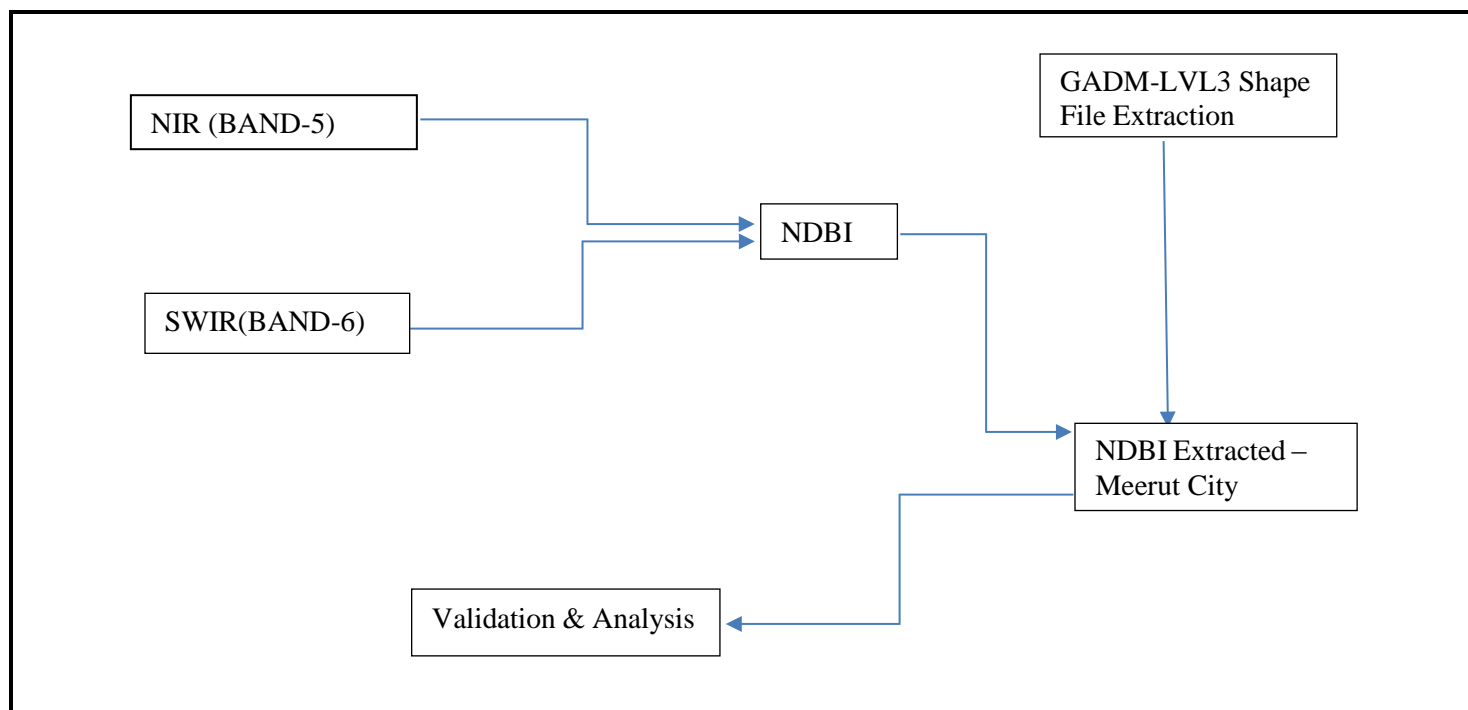 NIR (BAND-5)
GADM-LVL3 Shape
File Extraction
NDBI
SWIR(BAND-6)
NDBI Extracted –
Meerut City
Validation & Analysis